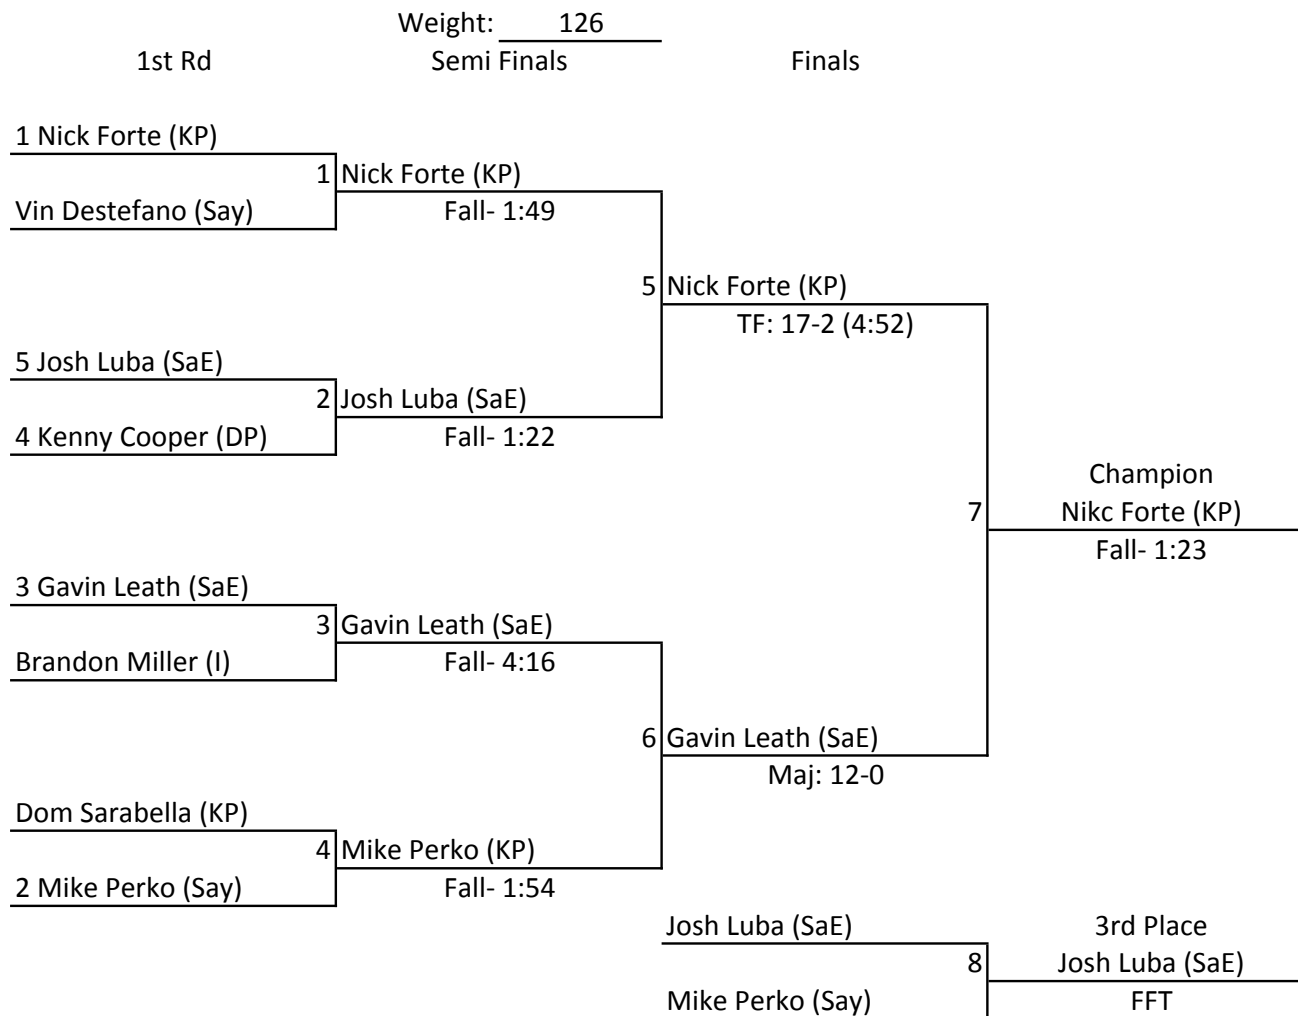 Weight: 126
1st Rd Semi Finals Finals
1 Nick Forte (KP)
1 Nick Forte (KP)
Vin Destefano (Say) Fall- 1:49
5 Nick Forte (KP)
TF: 17-2 (4:52)
5 Josh Luba (SaE)
2 Josh Luba (SaE)
4 Kenny Cooper (DP) Fall- 1:22
Champion
7 Nikc Forte (KP)
Fall- 1:23
3 Gavin Leath (SaE)
3 Gavin Leath (SaE)
Brandon Miller (I) Fall- 4:16
6 Gavin Leath (SaE)
Maj: 12-0
Dom Sarabella (KP)
4 Mike Perko (KP)
2 Mike Perko (Say) Fall- 1:54
Josh Luba (SaE) 3rd Place
8 Josh Luba (SaE)
Mike Perko (Say) FFT